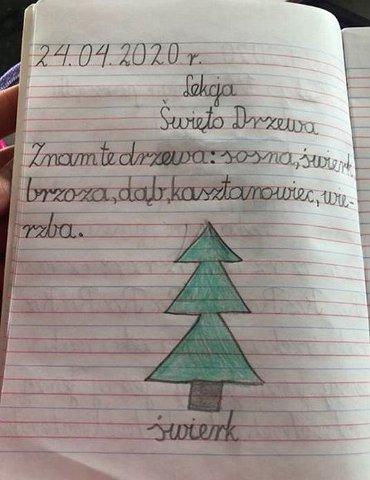 24.04.2020 r.
Lekcja
Święto Drzewa
Znam te drzewa: sosna, świerk
brzoza, dąb, kasztanowiec, wie-
rzba.
świerk